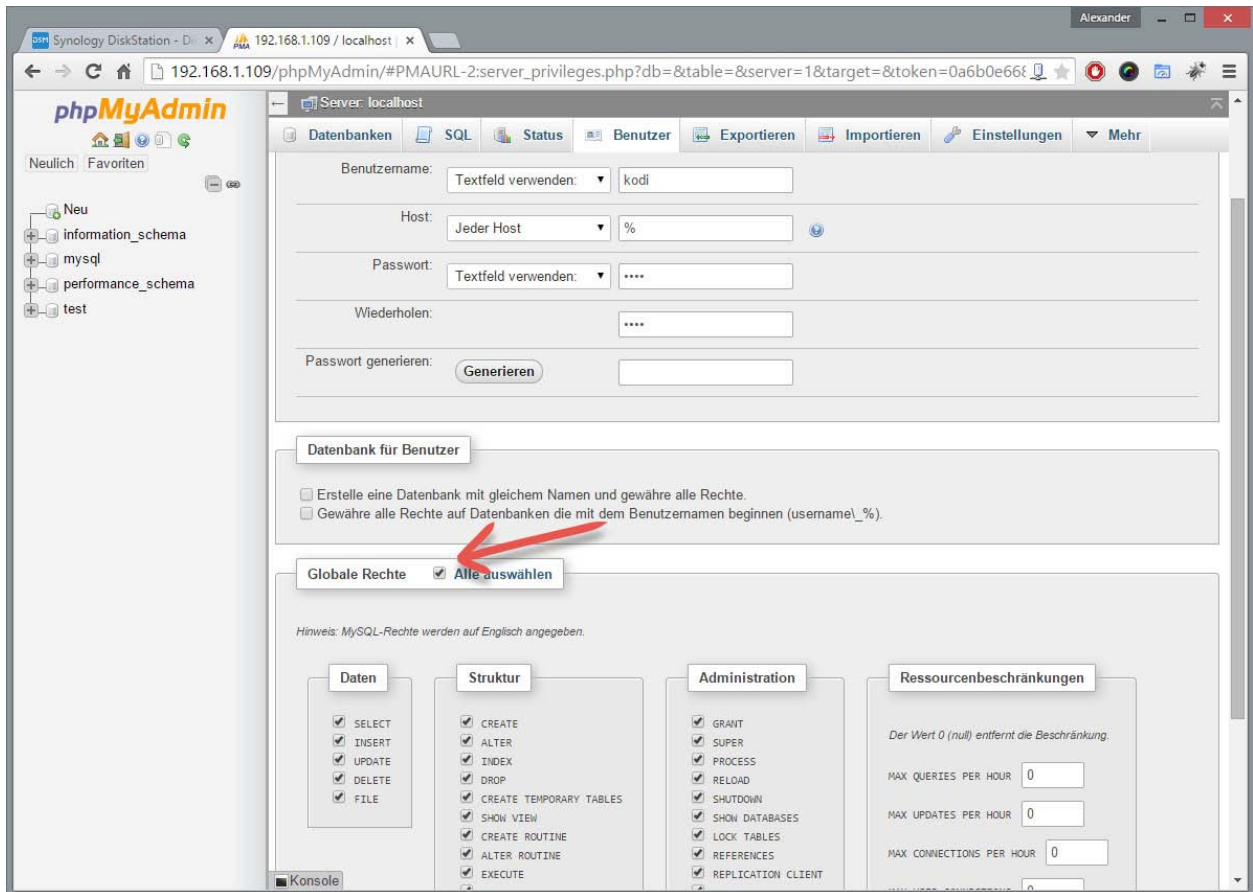 Alexander
Synology DiskStation - Di
192.168.1.109 / localhost |
192.168.1.109/phpMyAdmin/#PMAURL-2:server_privileges.php?db=&table=&server=1&target=&token=0a6b0e668
phpMyAdmin
Neulich Favoriten
Neu
information_schema
mysql
performance_schema
test
Server: localhost
Datenbanken SQL Status Benutzer Exportieren Importieren Einstellungen Mehr
Benutzername: Textfeld verwenden: kodi
Host: Jeder Host %
Passwort: Textfeld verwenden: ••••
Wiederholen: ••••
Passwort generieren: Generieren
Datenbank für Benutzer
Erstelle eine Datenbank mit gleichem Namen und gewähre alle Rechte.
Gewähre alle Rechte auf Datenbanken die mit dem Benutzernamen beginnen (username\_%).
Globale Rechte Alle auswählen
Hinweis: MySQL-Rechte werden auf Englisch angegeben.
Daten
SELECT
INSERT
UPDATE
DELETE
FILE
Struktur
CREATE
ALTER
INDEX
DROP
CREATE TEMPORARY TABLES
SHOW VIEW
CREATE ROUTINE
ALTER ROUTINE
EXECUTE
Administration
GRANT
SUPER
PROCESS
RELOAD
SHUTDOWN
SHOW DATABASES
LOCK TABLES
REFERENCES
REPLICATION CLIENT
Ressourcenbeschränkungen
Der Wert 0 (null) entfernt die Beschränkung.
MAX QUERIES PER HOUR 0
MAX UPDATES PER HOUR 0
MAX CONNECTIONS PER HOUR 0
Konsole